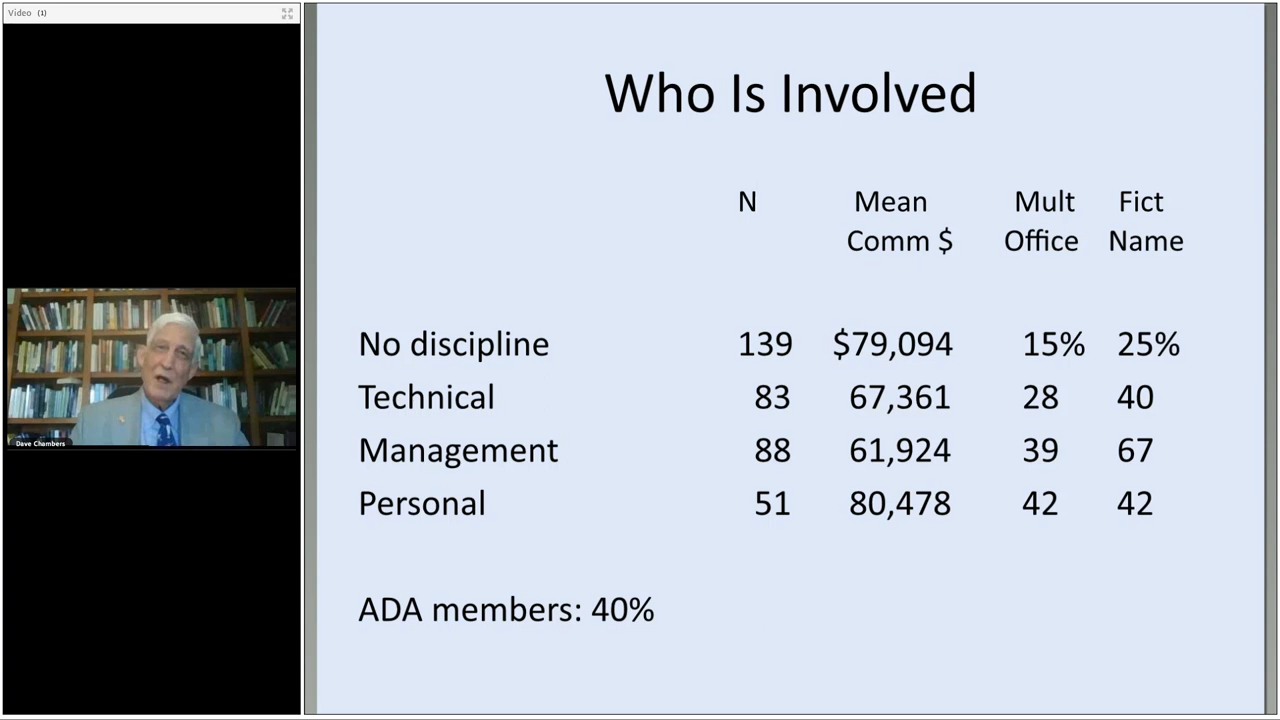 Video (1)
Dave Chambers
Who Is Involved
N Mean Mult Fict
Comm $ Office Name
No discipline 139 $79,094 15% 25%
Technical 83 67,361 28 40
Management 88 61,924 39 67
Personal 51 80,478 42 42
ADA members: 40%